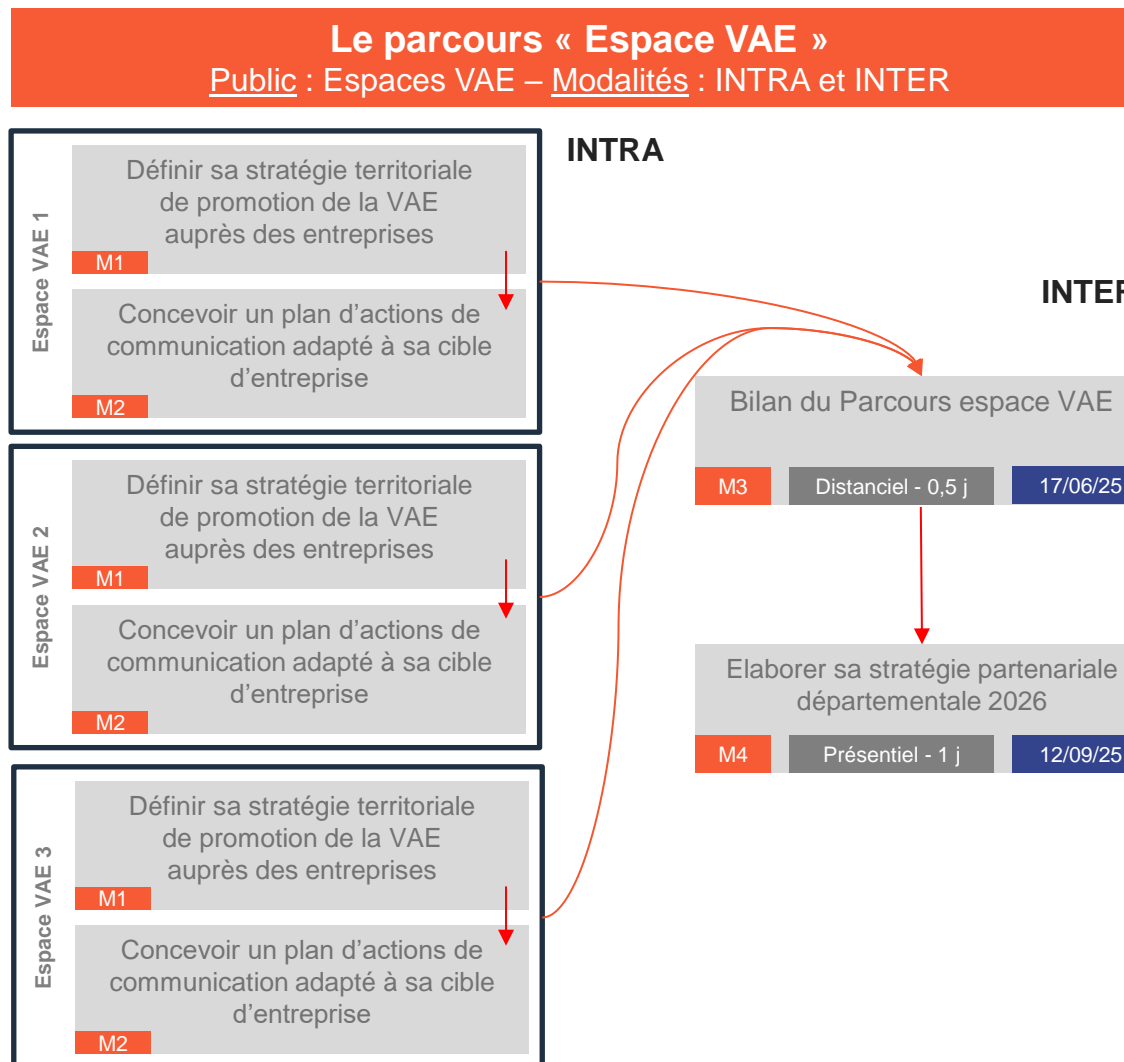 Le parcours « Espace VAE »
Public : Espaces VAE – Modalités : INTRA et INTER
INTRA
Espace VAE 1
Définir sa stratégie territoriale
de promotion de la VAE
auprès des entreprises
M1
Concevoir un plan d'actions de
communication adapté à sa cible
d'entreprise
M2
Espace VAE 2
Définir sa stratégie territoriale
de promotion de la VAE
auprès des entreprises
M1
Concevoir un plan d'actions de
communication adapté à sa cible
d'entreprise
M2
Espace VAE 3
Définir sa stratégie territoriale
de promotion de la VAE
auprès des entreprises
M1
Concevoir un plan d'actions de
communication adapté à sa cible
d'entreprise
M2
INTER
Bilan du Parcours espace VAE
M3
Distanciel - 0,5 j
17/06/25
Elaborer sa stratégie partenariale
départementale 2026
M4
Présentiel - 1 j
12/09/25